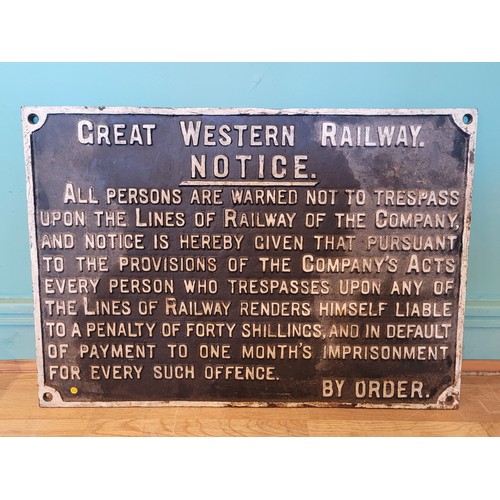 GREAT WESTERN RAILWAY.
NOTICE.
ALL PERSONS ARE WARNED NOT TO TRESPASS
UPON THE LINES OF RAILWAY OF THE COMPANY,
AND NOTICE IS HEREBY GIVEN THAT PURSUANT
TO THE PROVISIONS OF THE COMPANY'S ACTS
EVERY PERSON WHO TRESPASSES UPON ANY OF
THE LINES OF RAILWAY RENDERS HIMSELF LIABLE
TO A PENALTY OF FORTY SHILLINGS, AND IN DEFAULT
OF PAYMENT TO ONE MONTH'S IMPRISONMENT
FOR EVERY SUCH OFFENCE.
BY ORDER.